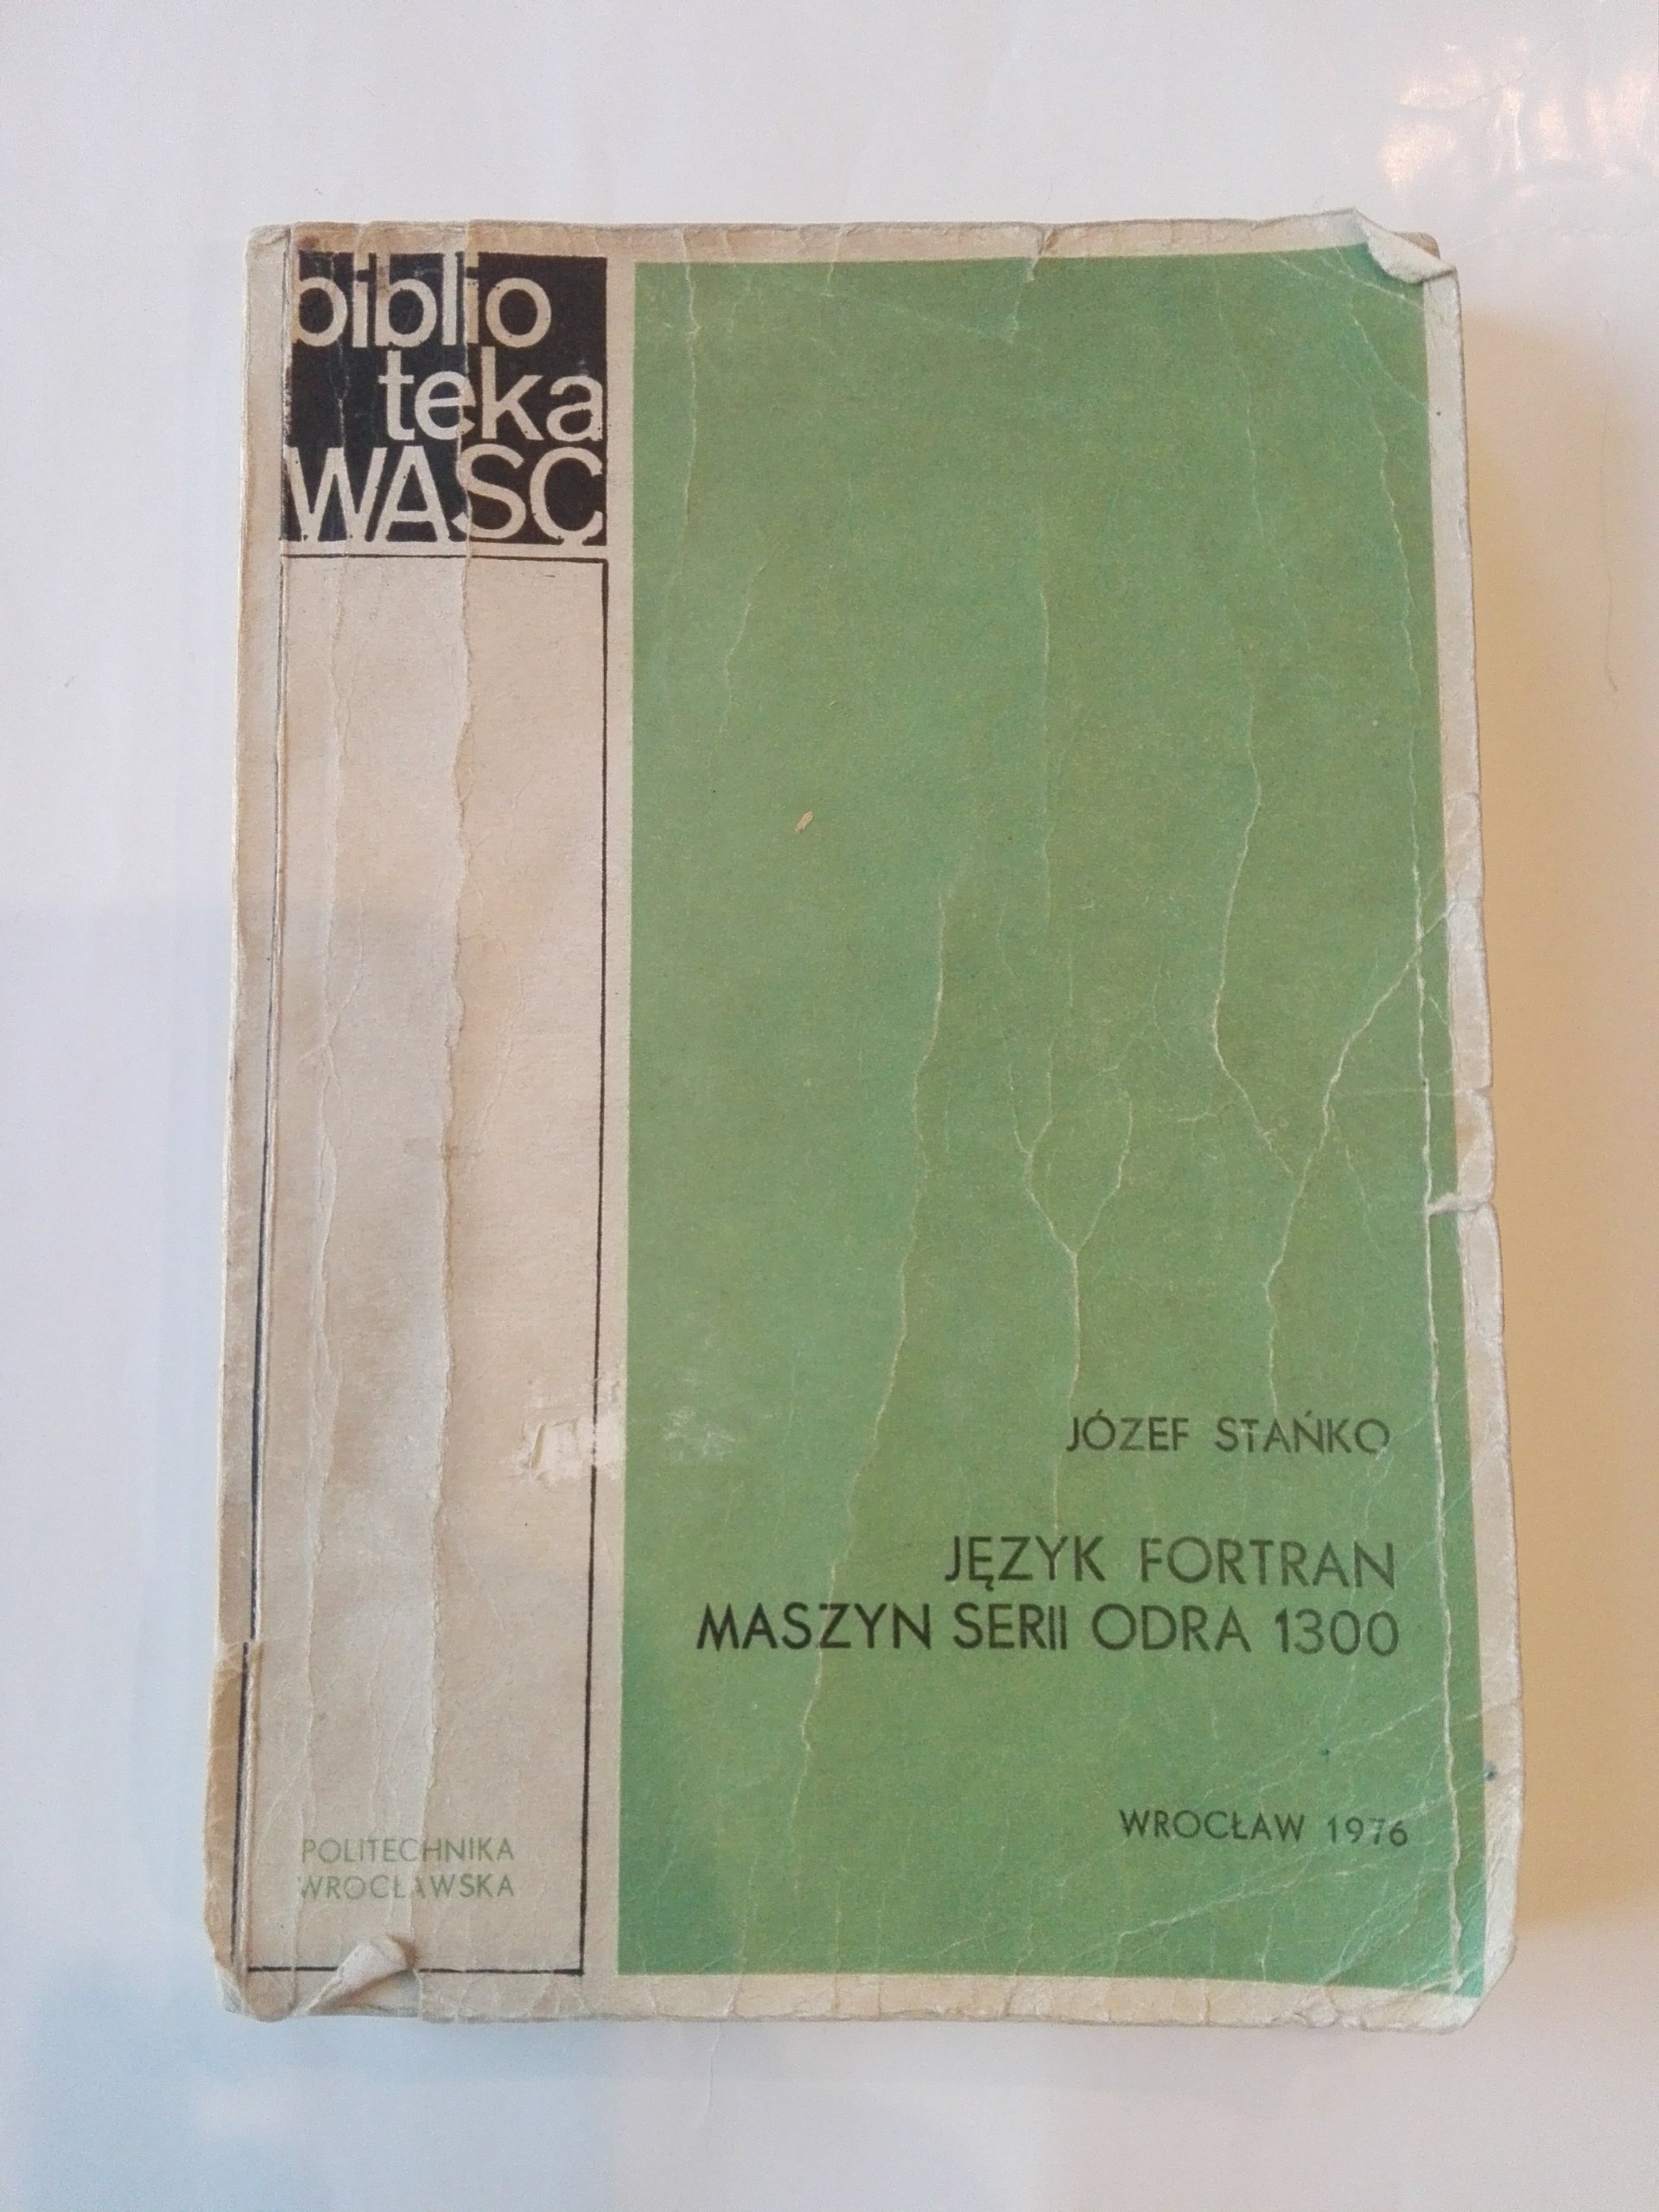 biblio
teka
WASC
JÓZEF STAŃKO
JĘZYK FORTRAN
MASZYN SERII ODRA 1300
WROCŁAW 1976
POLITECHNIKA
WROCŁAWSKA